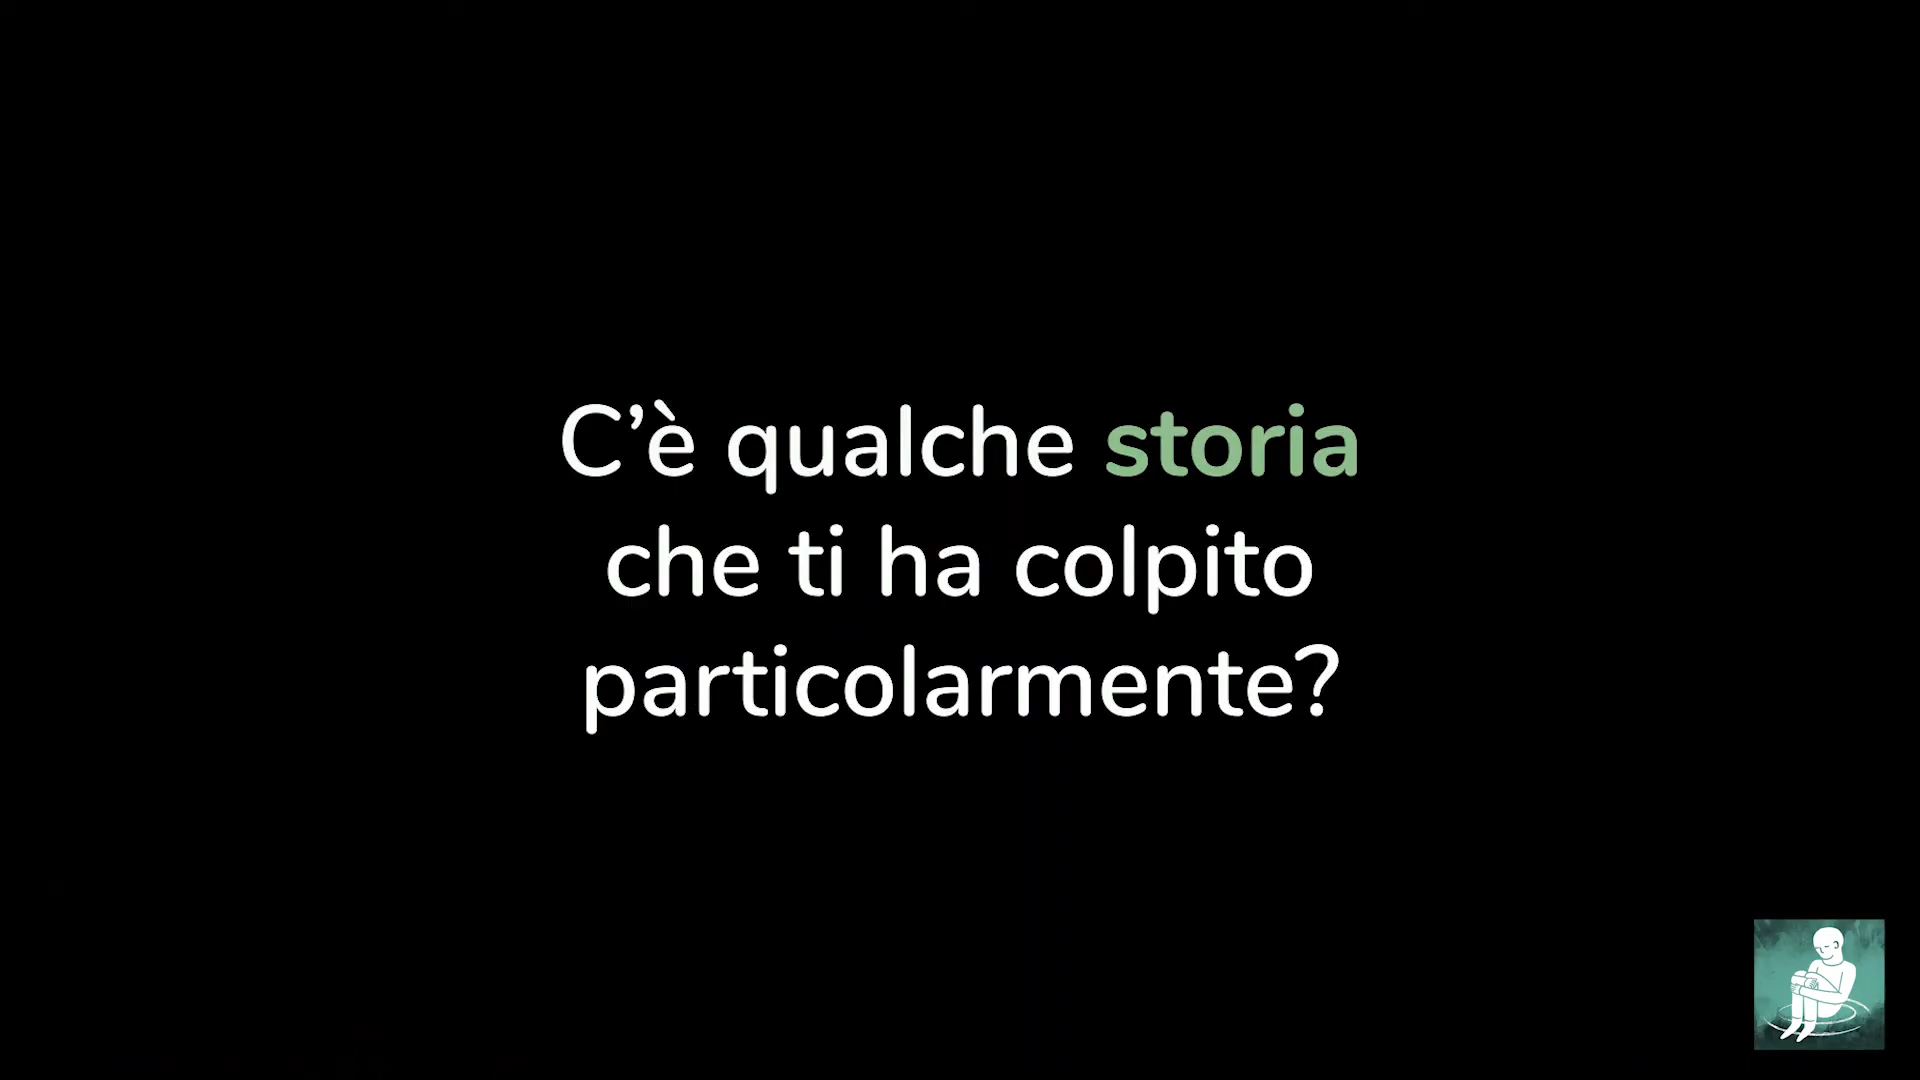 C’è qualche storia
che ti ha colpito
particolarmente?